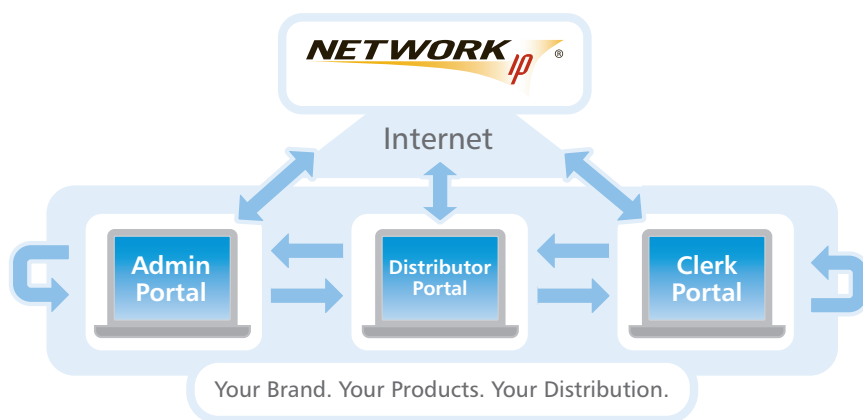 NETWORK IP ®
Internet
Admin
Portal
Distributor
Portal
Clerk
Portal
Your Brand. Your Products. Your Distribution.